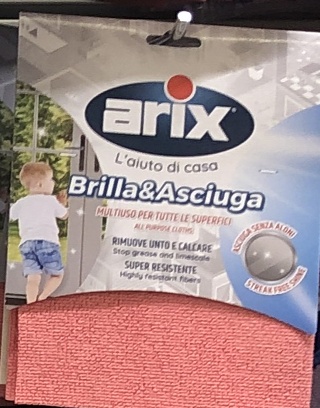 arix
L'aiuto di casa
Brilla&Asciuga
MULTIUSO PER TUTTE LE SUPERFICI
ALL PURPOSE CLOTHS
RIMUOVE UNTO E CALCARE
Stop grease and limescale
SUPER RESISTENTE
Highly resistant fibers
ASCIUGA SENZA ALONI
STREAK FREE SHINE